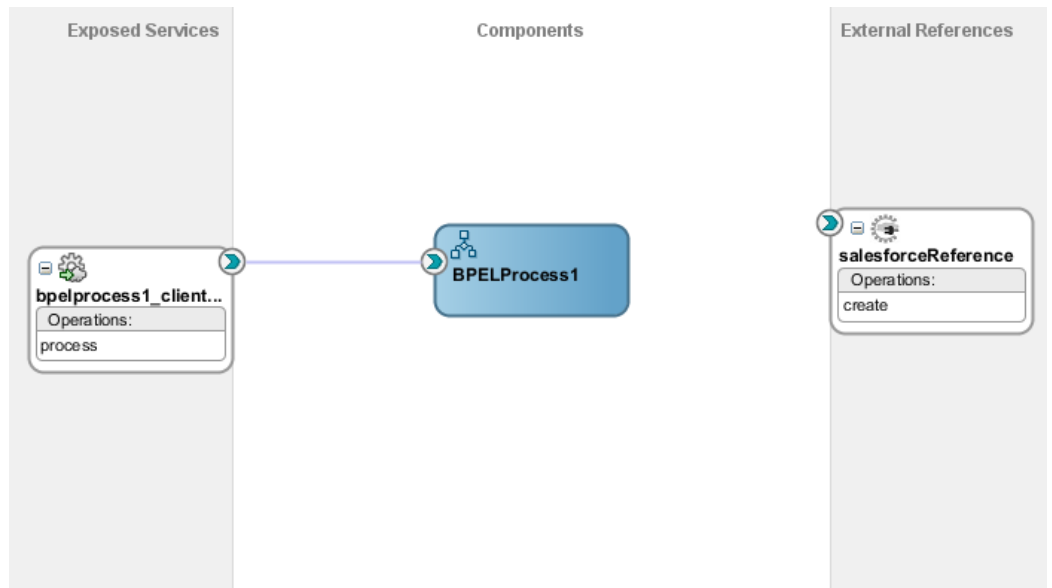 Exposed Services
Components
External References
bpelprocess1_client...
Operations:
process
BPELProcess1
salesforceReference
Operations:
create